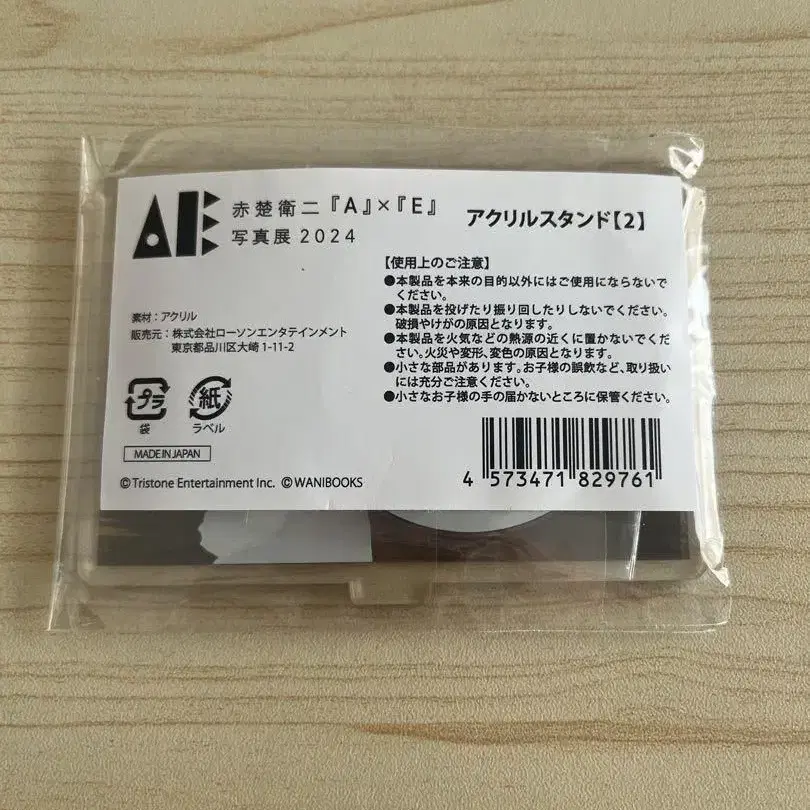 AE
赤楚衛二『A』×『E』
写真展 2024
アクリルスタンド【2】
素材：アクリル
販売元：株式会社ローソンエンタテインメント
東京都品川区大崎 1-11-2
【使用上のご注意】
●本製品を本来の目的以外にはご使用にならないで
ください。
●本製品を投げたり振り回したりしないでください。
破損やけがの原因となります。
●本製品を火気などの熱源の近くに置かないでくだ
さい。火災や変形、変色の原因となります。
●小さな部品があります。お子様の誤飲など、取り扱い
には充分ご注意ください。
●小さなお子様の手の届かないところに保管ください。
プラ
袋
紙
ラベル
MADE IN JAPAN
©Tristone Entertainment Inc. ©WANIBOOKS
4 573471 829761